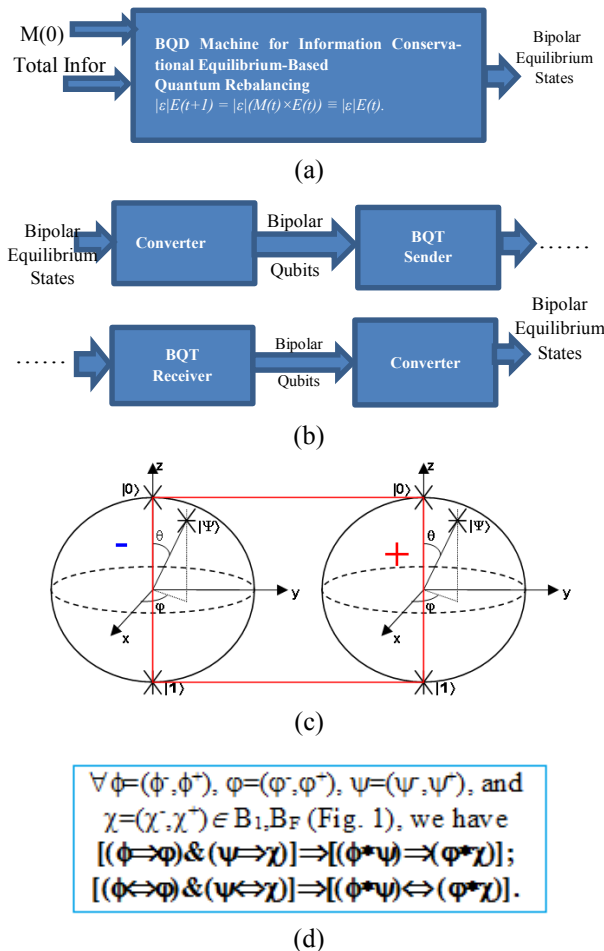 M(0)
Total Infor
BQD Machine for Information Conserva-
tional Equilibrium-Based
Quantum Rebalancing
|ε|E(t+1) = |ε|(M(t)×E(t)) ≡ |ε|E(t).
Bipolar
Equilibrium
States
(a)
Bipolar
Equilibrium
States
Converter
Bipolar
Qubits
BQT
Sender
......
......
BQT
Receiver
Bipolar
Qubits
Converter
Bipolar
Equilibrium
States
(b)
z
|0⟩
|Ψ⟩
θ
-
y
φ
x
|1⟩
z
|0⟩
|Ψ⟩
θ
+
y
φ
x
|1⟩
(c)
∀ϕ=(ϕ⁻,ϕ⁺), φ=(φ⁻,φ⁺), ψ=(ψ⁻,ψ⁺), and
χ=(χ⁻,χ⁺)∈B₁,B_F (Fig. 1), we have
[(ϕ⇒φ)&(ψ⇒χ)]⇒[(ϕ*ψ)⇒(φ*χ)];
[(ϕ⇔φ)&(ψ⇔χ)]⇒[(ϕ*ψ)⇔(φ*χ)].
(d)